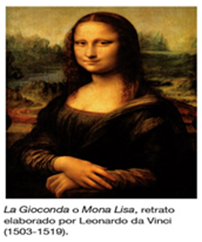 La Gioconda o Mona Lisa, retrato
elaborado por Leonardo da Vinci
(1503-1519).